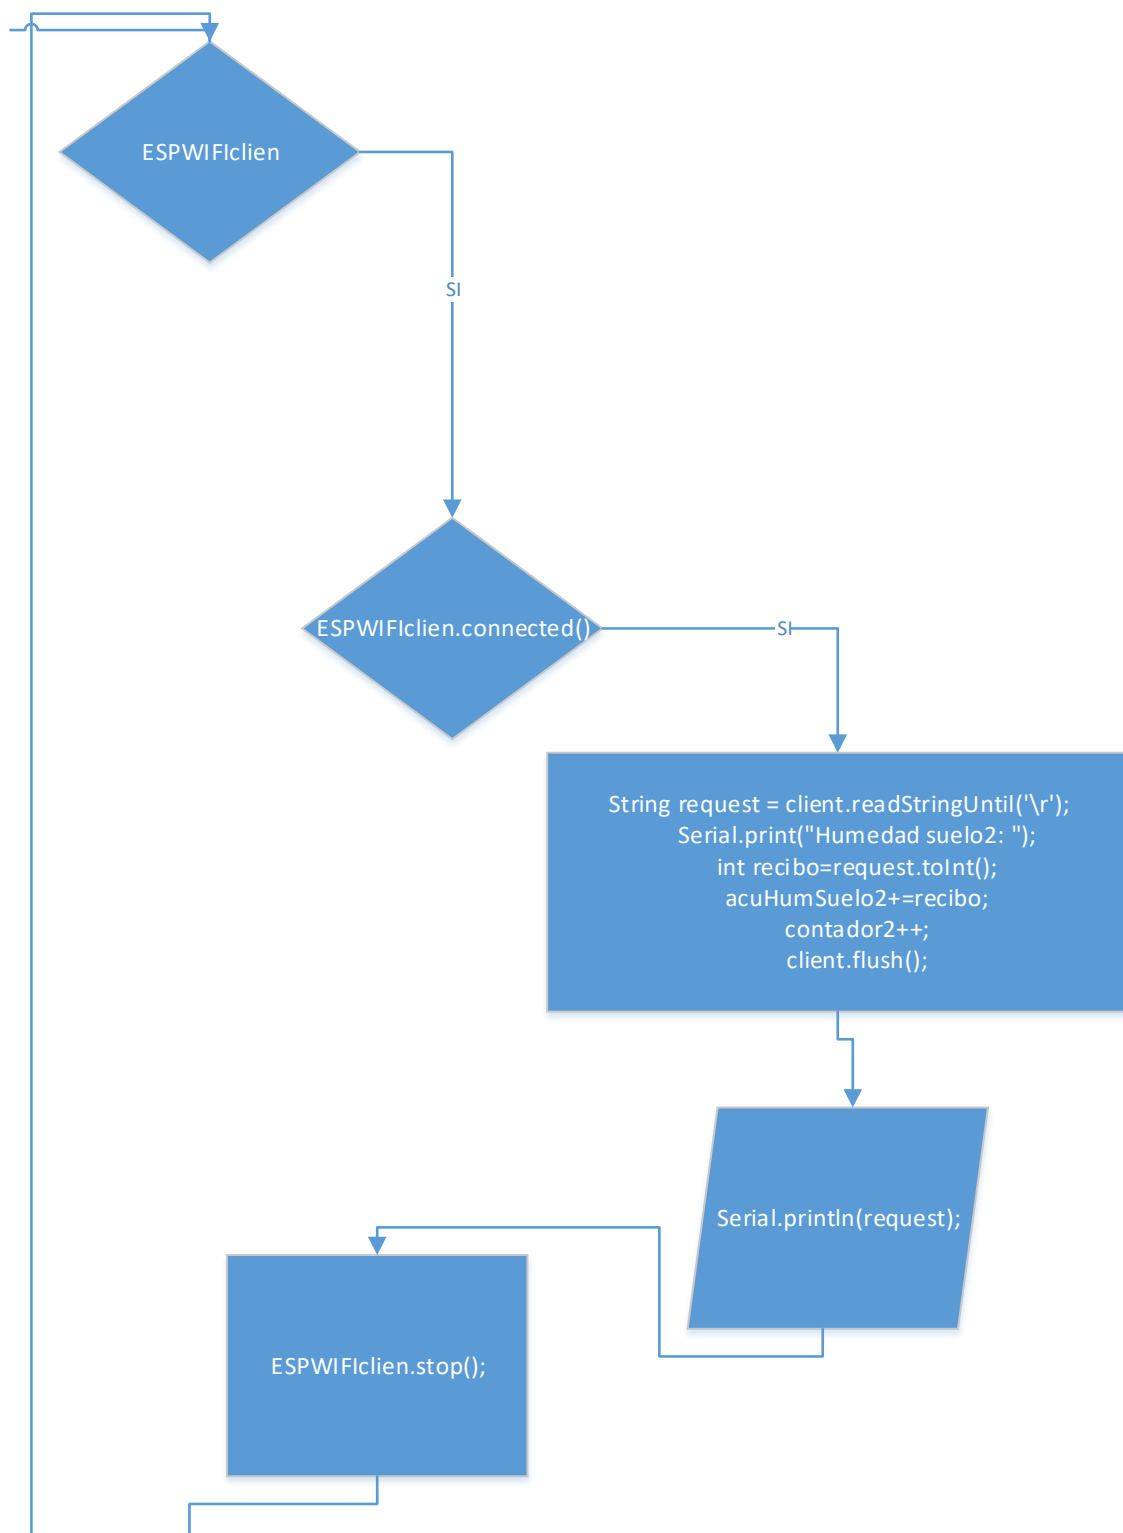 ESPWIFIclien
SI
ESPWIFIclien.connected()
SI
String request = client.readStringUntil('\r');
Serial.print("Humedad suelo2: ");
int recibo=request.toInt();
acuHumSuelo2+=recibo;
contador2++;
client.flush();
Serial.println(request);
ESPWIFIclien.stop();